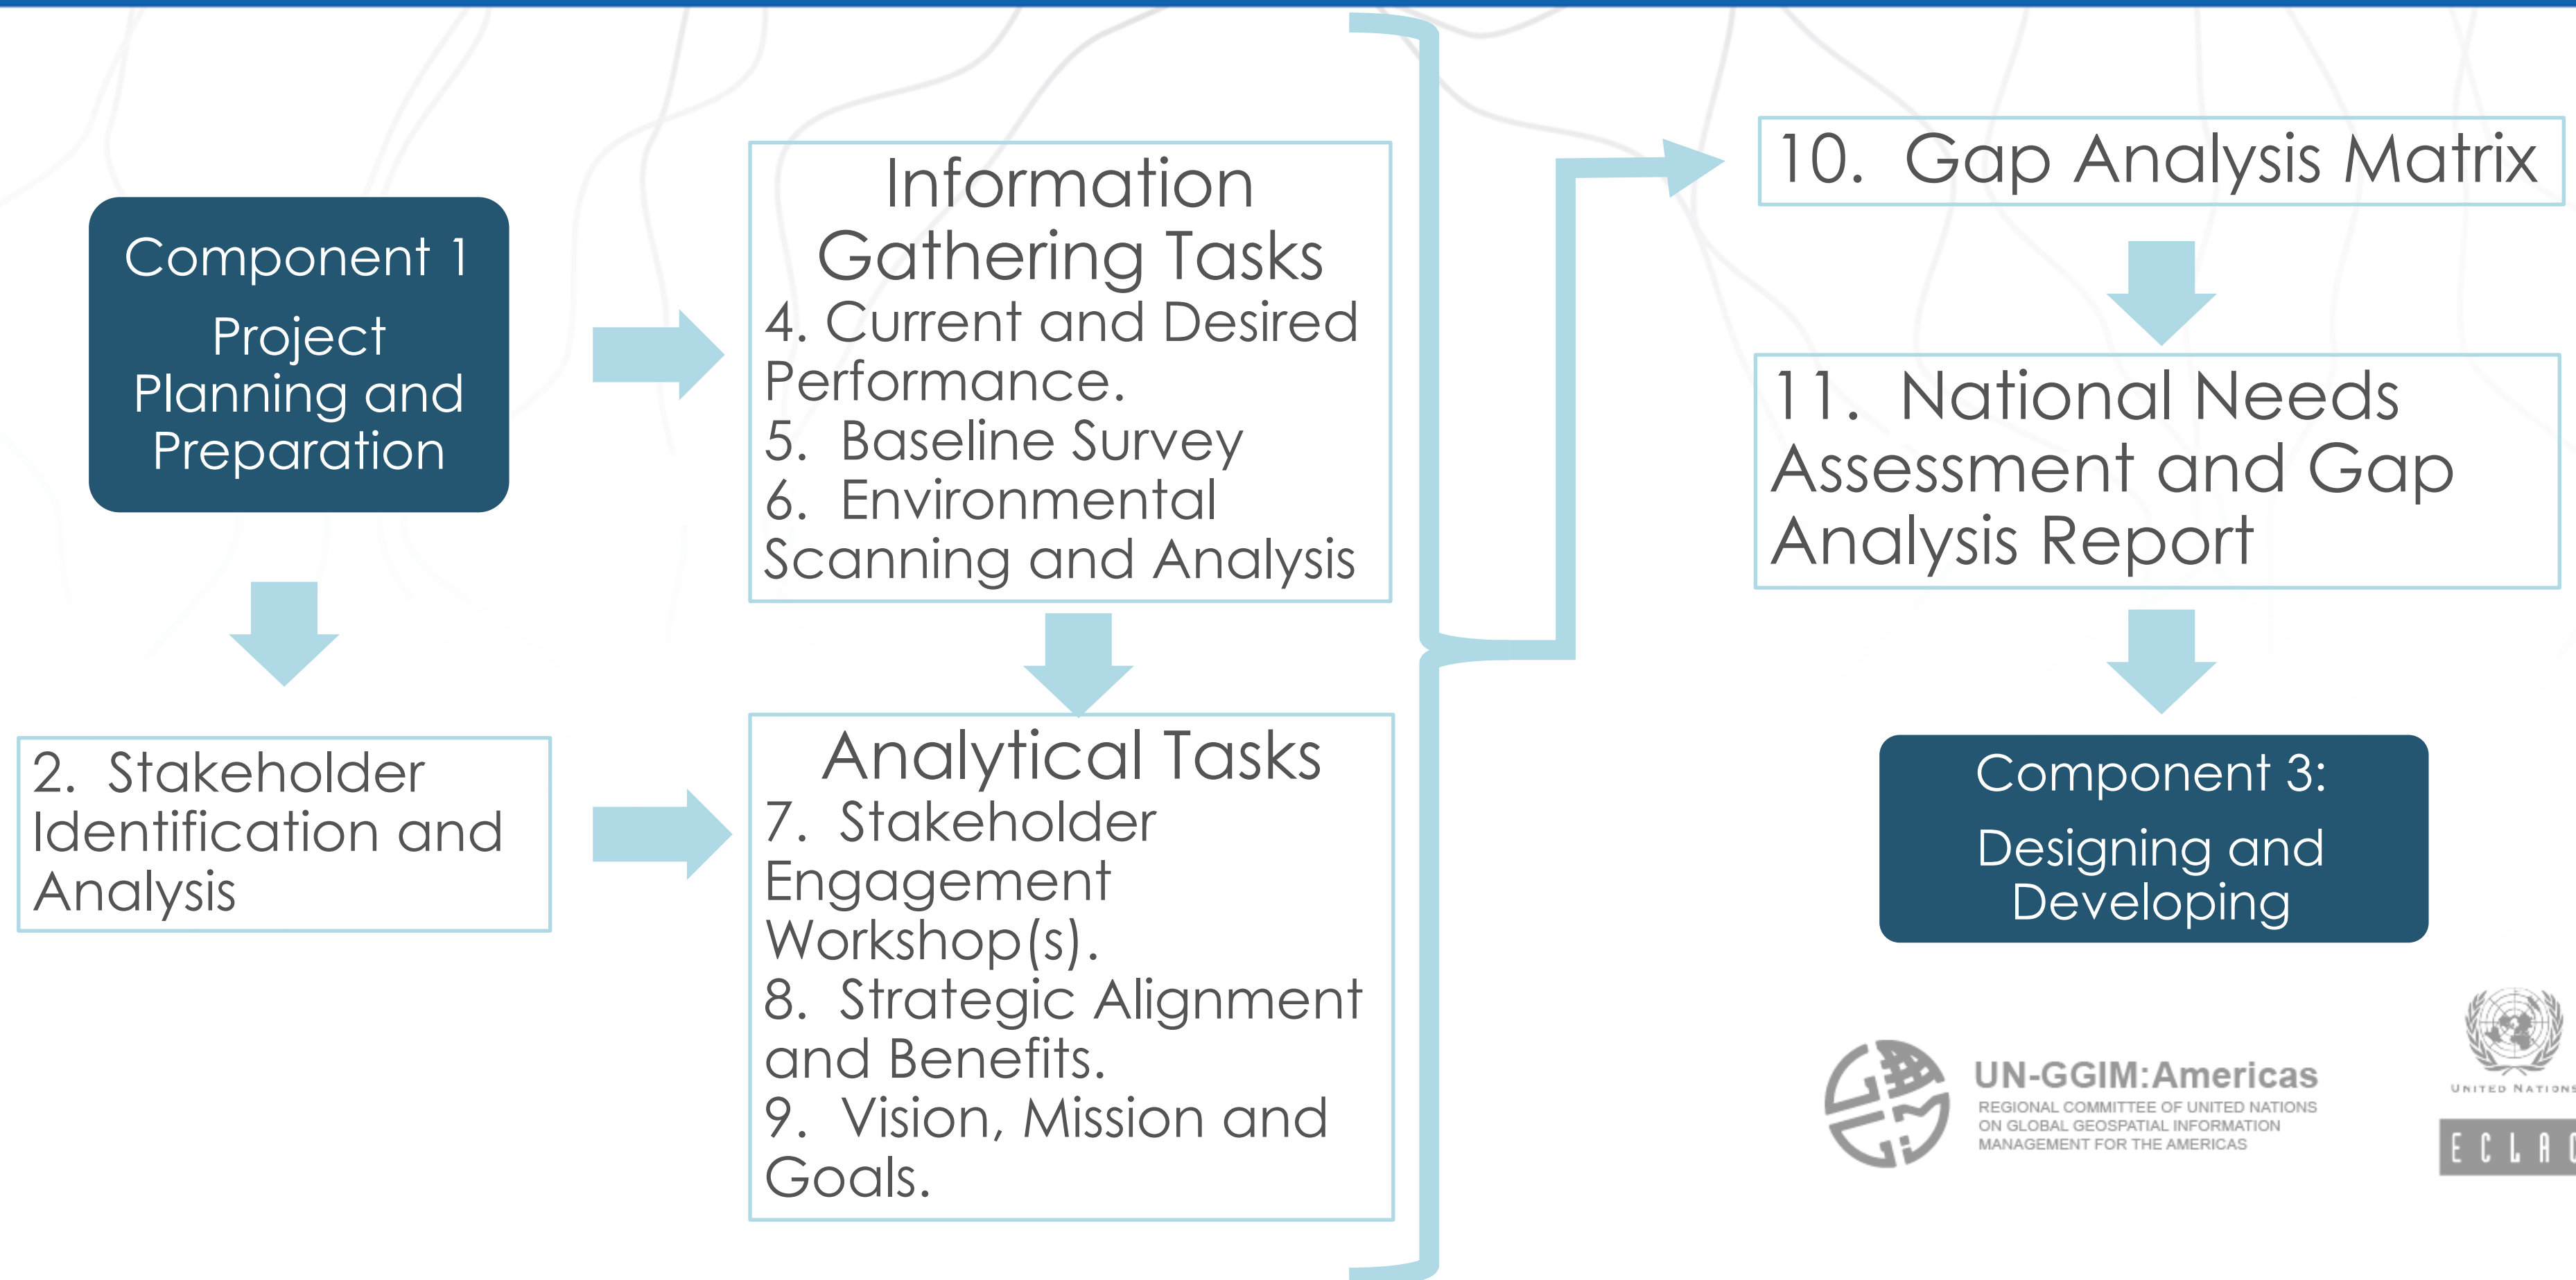 Component 1
Project
Planning and
Preparation
2. Stakeholder
Identification and
Analysis
Information
Gathering Tasks
4. Current and Desired
Performance.
5. Baseline Survey
6. Environmental
Scanning and Analysis
Analytical Tasks
7. Stakeholder
Engagement
Workshop(s).
8. Strategic Alignment
and Benefits.
9. Vision, Mission and
Goals.
10. Gap Analysis Matrix
11. National Needs
Assessment and Gap
Analysis Report
Component 3:
Designing and
Developing
UN-GGIM:Americas
REGIONAL COMMITTEE OF UNITED NATIONS
ON GLOBAL GEOSPATIAL INFORMATION
MANAGEMENT FOR THE AMERICAS
UNITED NATIONS
ECLAC